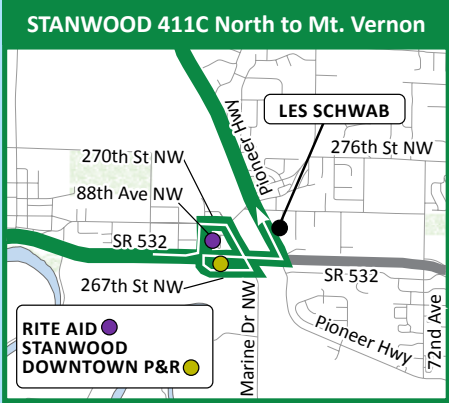 STANWOOD 411C North to Mt. Vernon
LES SCHWAB
Pioneer Hwy
276th St NW
270th St NW
88th Ave NW
SR 532
SR 532
267th St NW
Marine Dr NW
Pioneer Hwy
72nd Ave
RITE AID
STANWOOD
DOWNTOWN P&R